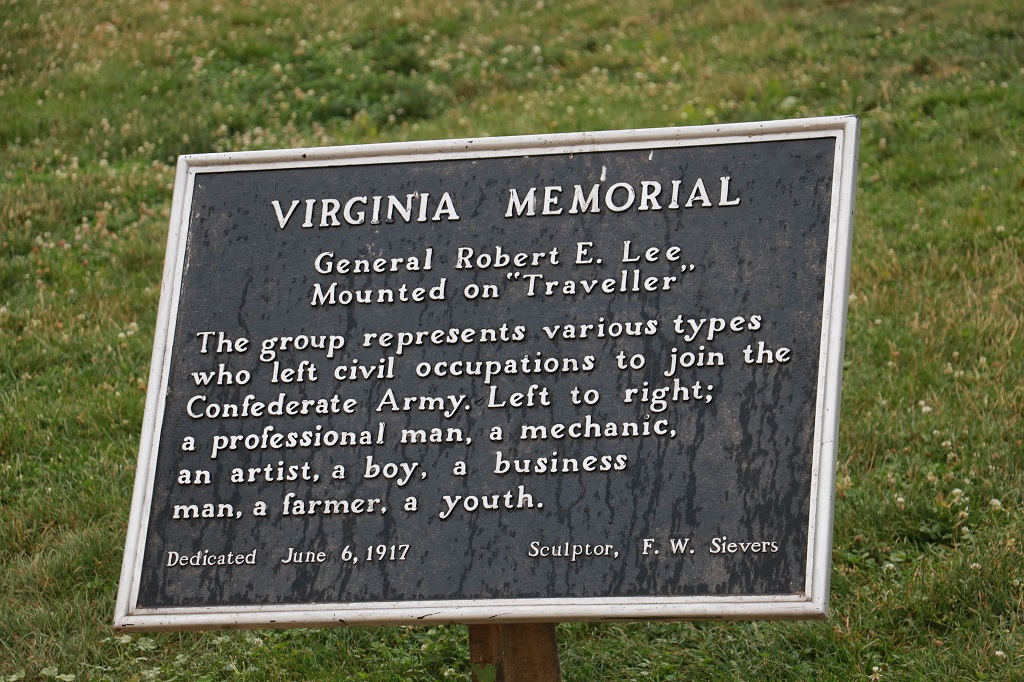 VIRGINIA MEMORIAL
General Robert E. Lee
Mounted on "Traveller"
The group represents various types
who left civil occupations to join the
Confederate Army. Left to right;
a professional man, a mechanic,
an artist, a boy, a business
man, a farmer, a youth.
Dedicated June 6, 1917 Sculptor, F. W. Sievers